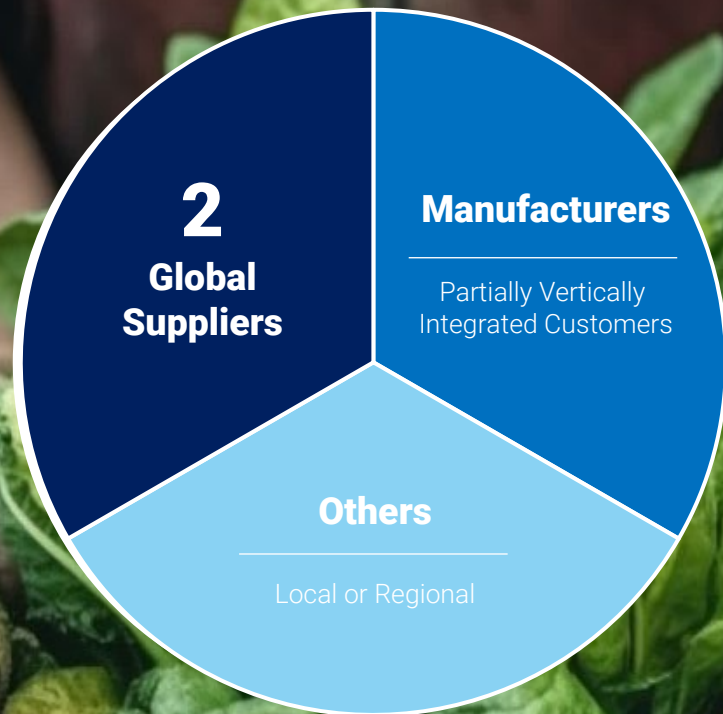 2
Global
Suppliers
Manufacturers
Partially Vertically
Integrated Customers
Others
Local or Regional